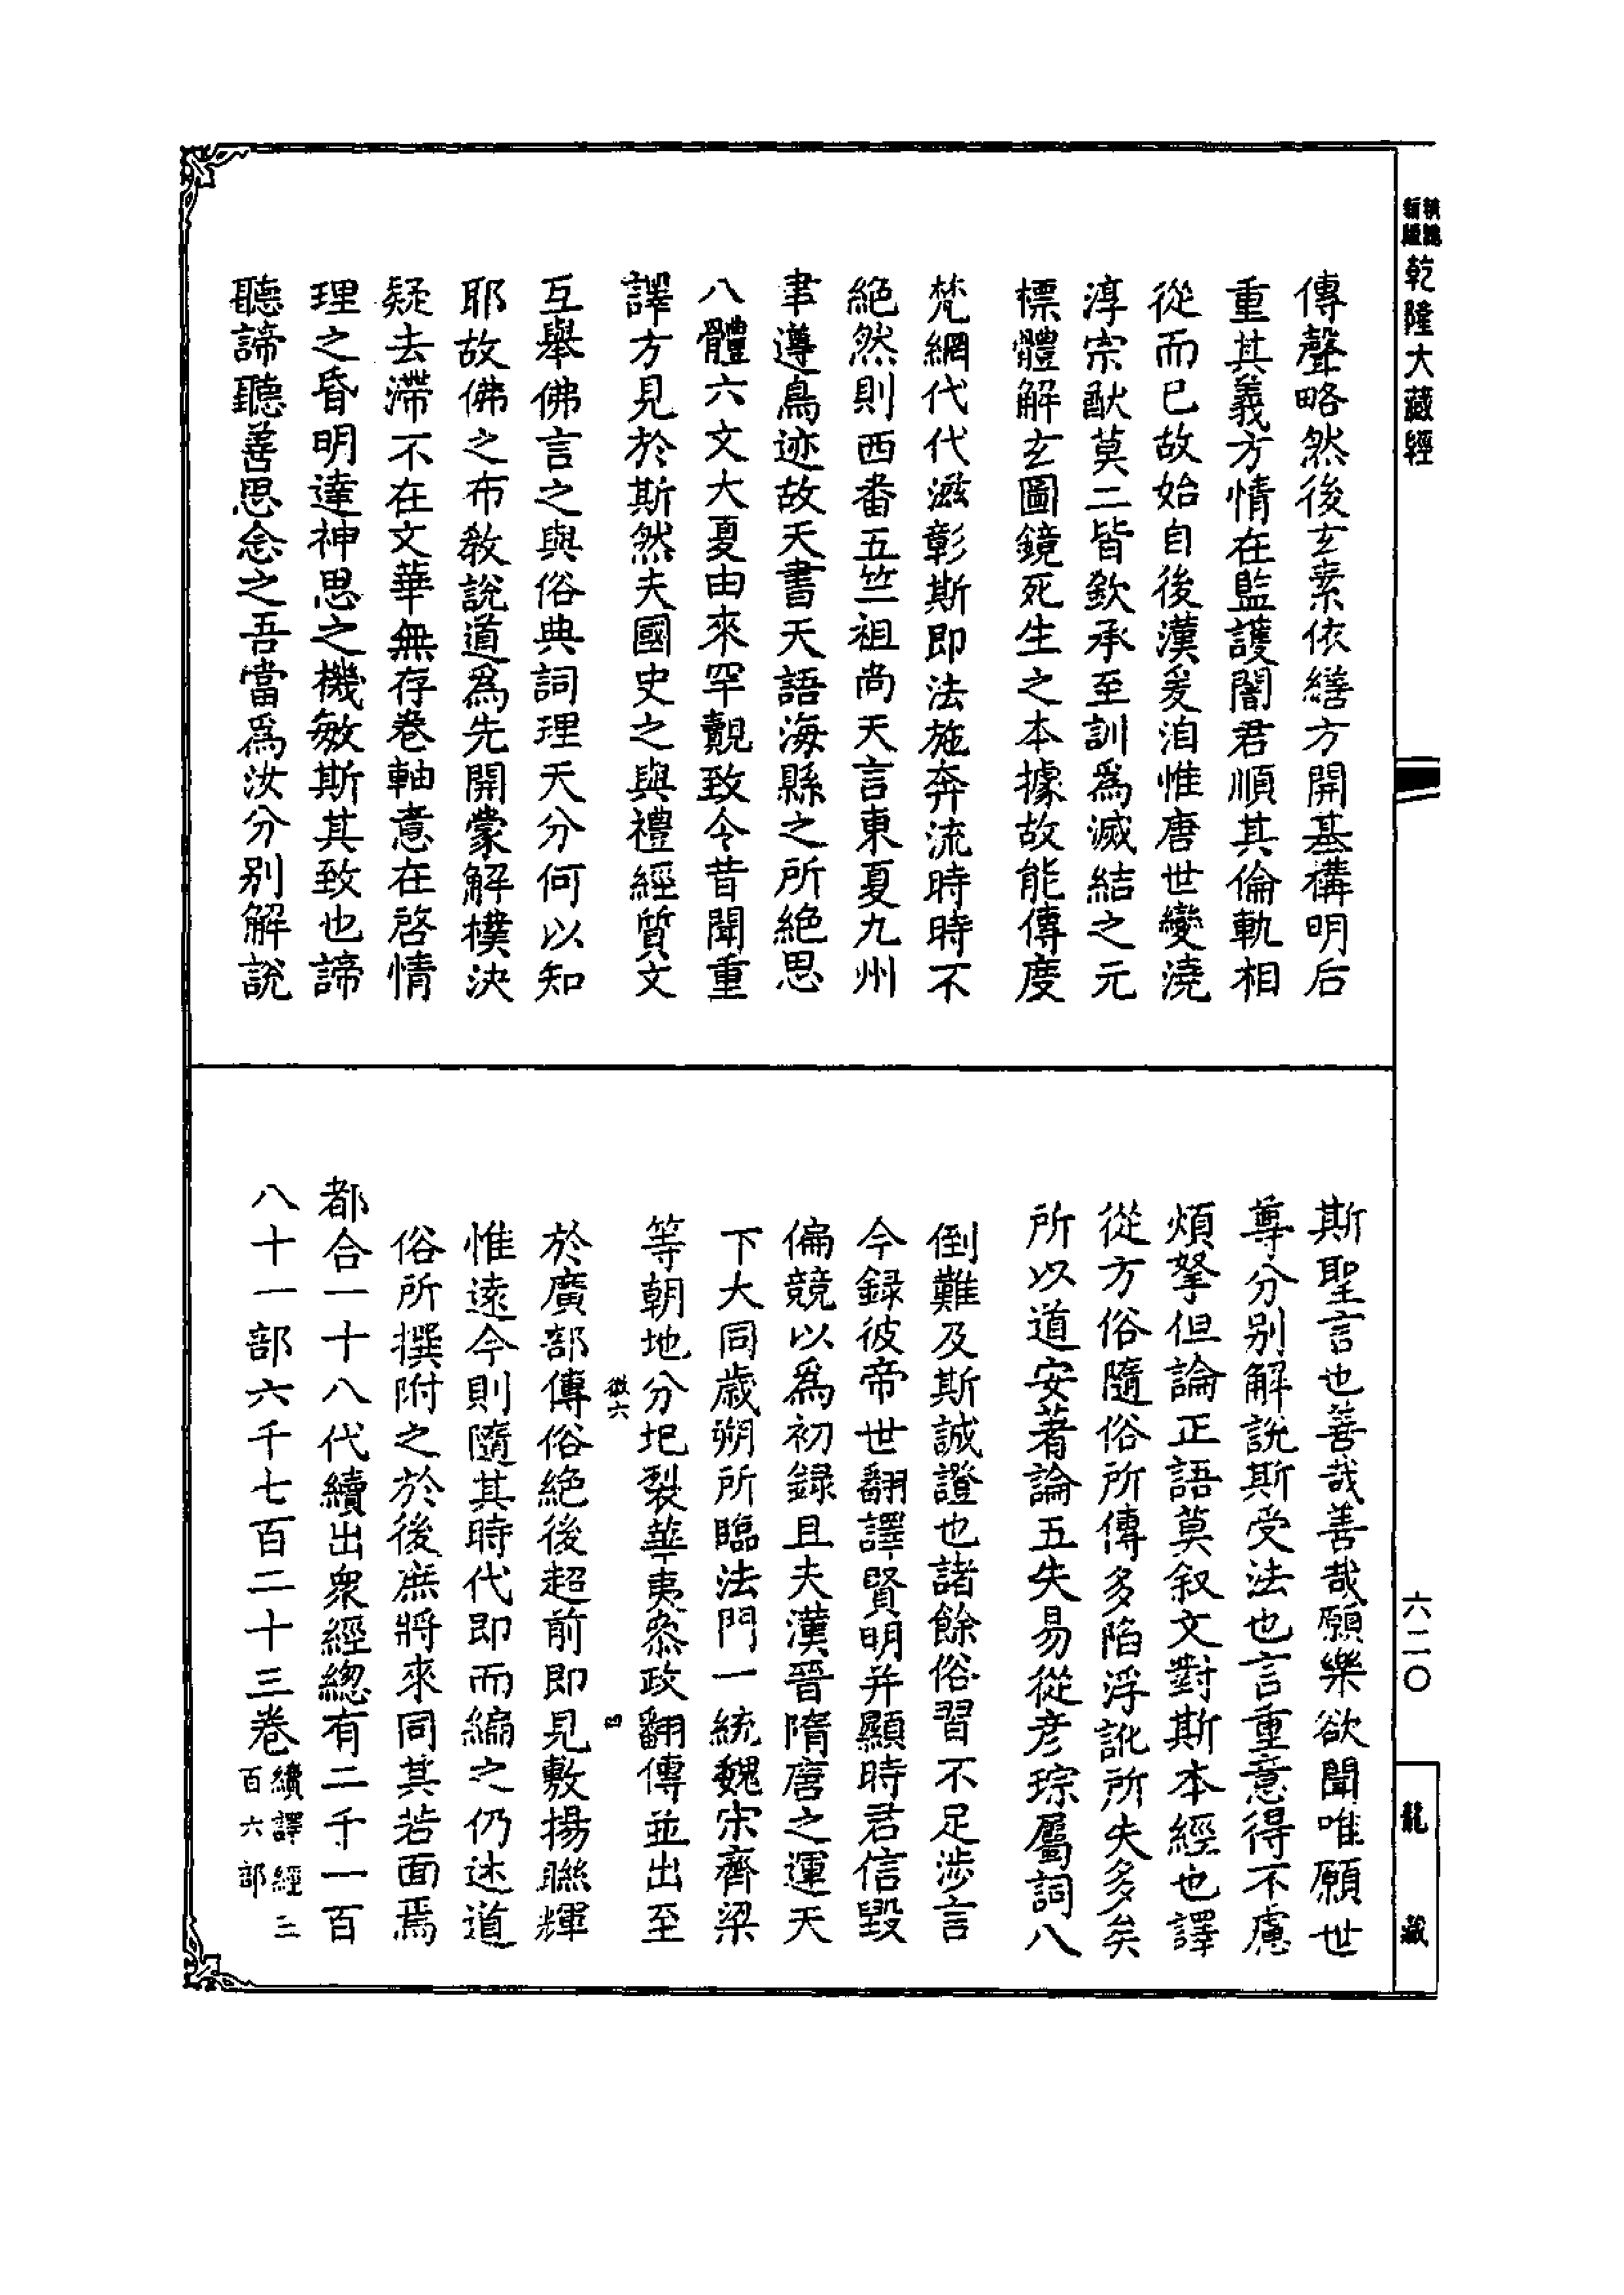 乾隆大藏經
傳聲略然後玄素依繕方開基構明后
重其義方情在監護闇君順其倫軌相
從而已故始自後漢爰洎惟唐世變澆
淳宗猷莫二皆欽承至訓爲滅結之元
標體解玄圖鏡死生之本據故能傳度
梵網代代滋彰斯即法施奔流時時不
絶然則西番五竺祖尚天言東夏九州
聿遵鳥迹故天書天語海縣之所絶思
八體六文大夏由來罕覿致令昔聞重
譯方見於斯然夫國史之與禮經質文
互舉佛言之與俗典詞理天分何以知
耶故佛之布教說道爲先開蒙解樸決
疑去滯不在文華無存卷軸意在啓情
理之昏明達神思之機敏斯其致也諦
聽諦聽善思念之吾當爲汝分別解說
斯聖言也善哉善哉願樂欲聞唯願世
尊分別解說斯受法也言重意得不慮
煩拏但論正語莫叙文對斯本經也譯
從方俗隨俗所傳多陷浮訛所失多矣
所以道安著論五失易從彥琮屬詞八
倒難及斯誠證也諸餘俗習不足涉言
今録彼帝世翻譯賢明并顯時君信毀
偏競以爲初録且夫漢晉隋唐之運天
下大同歲朔所臨法門一統魏宋齊梁
等朝地分圯裂華夷叅政翻傳並出至
微六
四
於廣部傳俗絶後超前即見敷揚聮輝
惟遠今則隨其時代即而編之仍述道
俗所撰附之於後庶將來同其若面焉
都合一十八代續出衆經總有二千一百
八十一部六千七百二十三卷續譯經三
百六部
六二〇
龍藏